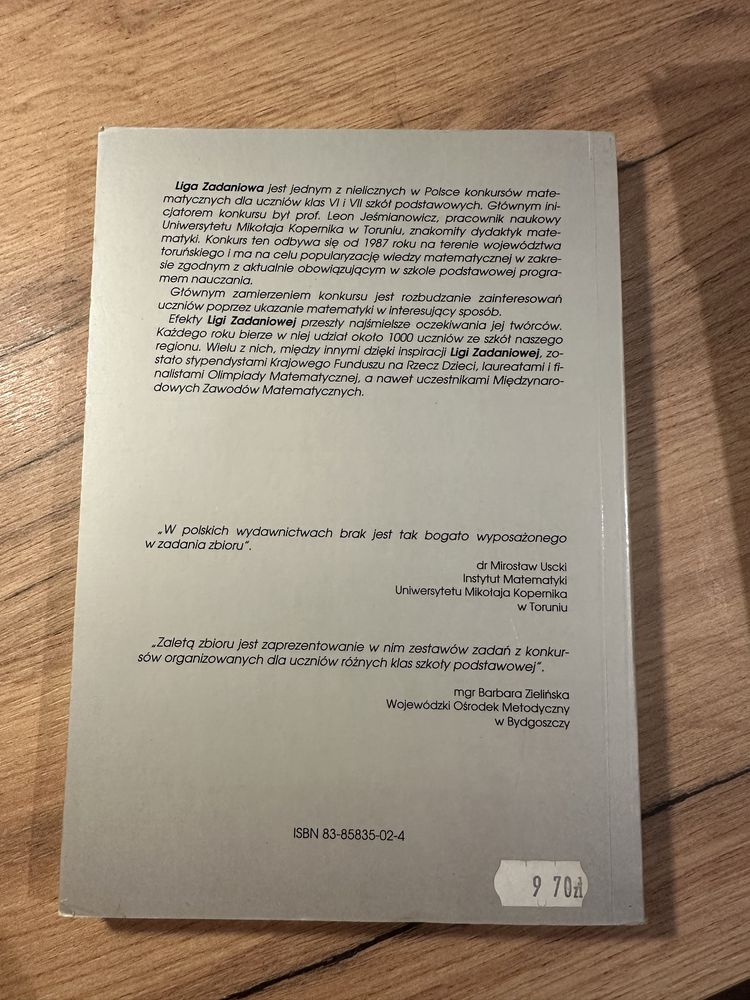 Liga Zadaniowa jest jednym z nielicznych w Polsce konkursów mate-
matycznych dla uczniów klas VI i VII szkół podstawowych. Głównym ini-
cjatorem konkursu był prof. Leon Jeśmianowicz, pracownik naukowy
Uniwersytetu Mikołaja Kopernika w Toruniu, znakomity dydaktyk mate-
matyki. Konkurs ten odbywa się od 1987 roku na terenie województwa
toruńskiego i ma na celu popularyzację wiedzy matematycznej w zakre-
sie zgodnym z aktualnie obowiązującym w szkole podstawowej progra-
mem nauczania.
Głównym zamierzeniem konkursu jest rozbudzanie zainteresowań
uczniów poprzez ukazanie matematyki w interesujący sposób.
Efekty Ligi Zadaniowej przeszły najśmielsze oczekiwania jej twórców.
Każdego roku bierze w niej udział około 1000 uczniów ze szkół naszego
regionu. Wielu z nich, między innymi dzięki inspiracji Ligi Zadaniowej, zo-
stało stypendystami Krajowego Funduszu na Rzecz Dzieci, laureatami i fi-
nalistami Olimpiady Matematycznej, a nawet uczestnikami Międzynaro-
dowych Zawodów Matematycznych.
„W polskich wydawnictwach brak jest tak bogato wyposażonego
w zadania zbioru".
dr Mirosław Uscki
Instytut Matematyki
Uniwersytetu Mikołaja Kopernika
w Toruniu
„Zaletą zbioru jest zaprezentowanie w nim zestawów zadań z konkur-
sów organizowanych dla uczniów różnych klas szkoły podstawowej".
mgr Barbara Zielińska
Wojewódzki Ośrodek Metodyczny
w Bydgoszczy
ISBN 83-85835-02-4
9 70zł